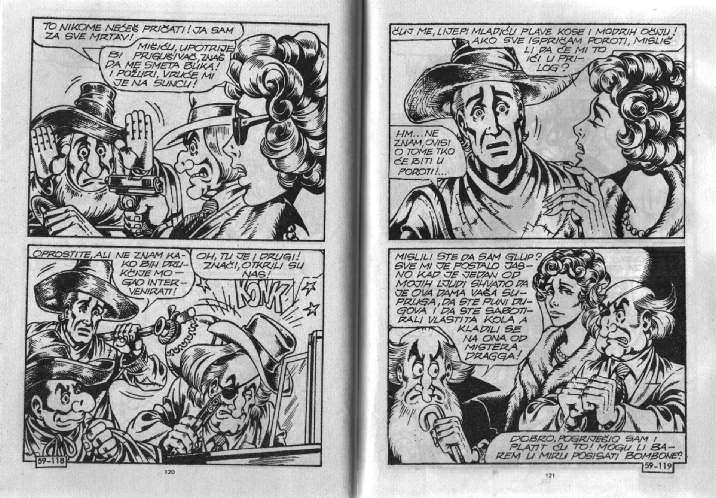 TO NIKOME NEĆEŠ PRIČATI! JA SAM
ZA SVE MRTAV!
MIŠIĆU, UPOTRIJE
BI PRIGUŠIVAČ, ZNAŠ
DA ME SMETA BUKA!
I POŽURI, VRUĆE MI
JE NA SUNCU!
OPROSTITE, ALI NE ZNAM KA-
KO BIH DRU-
KČIJE MO-
GAO INTER-
VENIRATI!
OH, TU JE I DRUGI!
ZNAČI, OTKRILI SU
NAS!
KONK!
59-118
120
ČUJ ME, LIJEPI MLADIĆU PLAVE KOSE I MODRIH OČIJU!
AKO SVE ISPRIČAM POROTI, MISLIŠ
LI DA ĆE MI TO
IĆI U PRI-
LOG?
HM...NE
ZNAM, OVISI
O TOME TKO
ĆE BITI U
POROTI!...
MISLILI STE DA SAM GLUP?
SVE MI JE POSTALO JAS-
NO KAD JE JEDAN OD
MOJIH LJUDI SHVATIO DA
JE OVA DAMA VAŠA SU-
PRUGA, DA STE PUNI DU-
GOVA I DA STE SABOTI-
RALI VLASTITA KOLA, A
KLADILI SE
NA ONA OD
MISTERA
DRAGGA!
DOBRO, POGRIJEŠIO SAM I
PLATIT ĆU TO! MOGU LI BA-
REM U MIRU POSISATI BOMBONE?
59-119
121